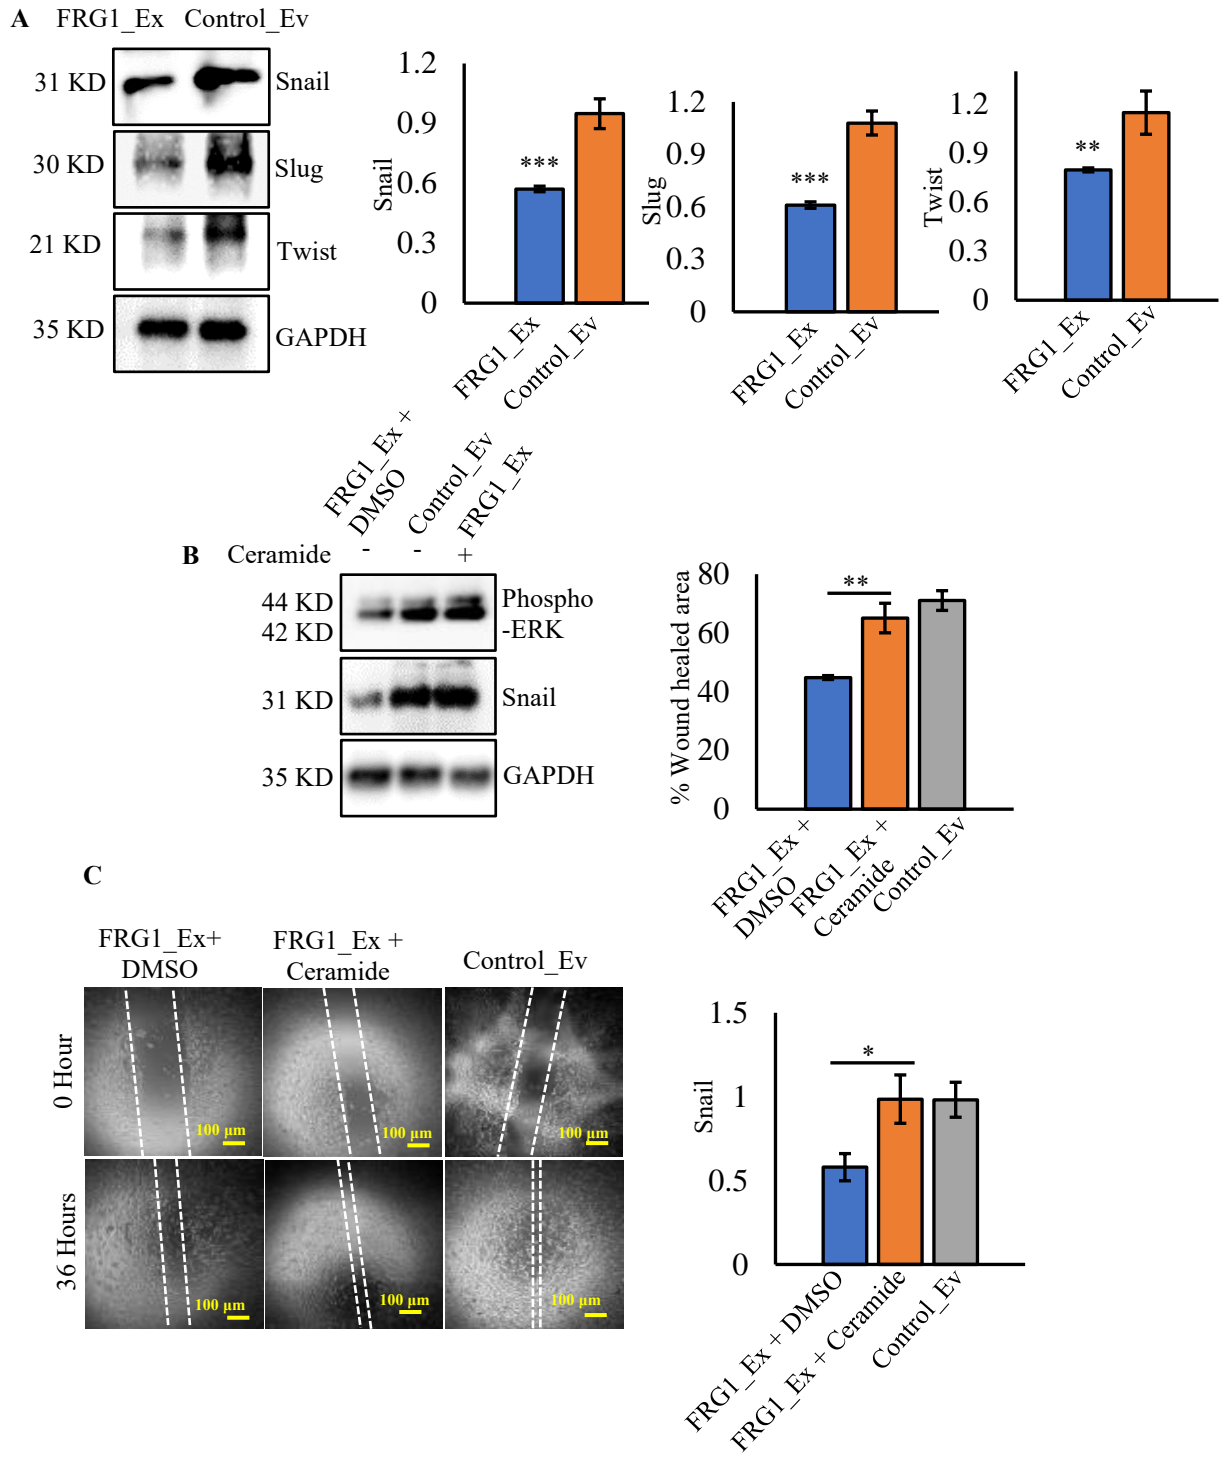 A FRG1_Ex Control_Ev
31 KD Snail
30 KD Slug
21 KD Twist
35 KD GAPDH
1.2
0.9
0.6
0.3
0
Snail
***
FRG1_Ex
Control_Ev
1.2
0.9
0.6
0.3
0
Slug
***
FRG1_Ex
Control_Ev
1.2
0.9
0.6
0.3
0
Twist
**
FRG1_Ex
Control_Ev
B
FRG1_Ex +
DMSO
Control_Ev
FRG1_Ex
Ceramide - - +
44 KD
42 KD
Phospho
-ERK
31 KD Snail
35 KD GAPDH
80
60
40
20
0
% Wound healed area
**
FRG1_Ex +
DMSO
FRG1_Ex +
Ceramide
Control_Ev
C
FRG1_Ex+
DMSO
FRG1_Ex +
Ceramide
Control_Ev
0 Hour
100 μm
100 μm
100 μm
36 Hours
100 μm
100 μm
100 μm
1.5
1
0.5
0
Snail
*
FRG1_Ex + DMSO
FRG1_Ex + Ceramide
Control_Ev